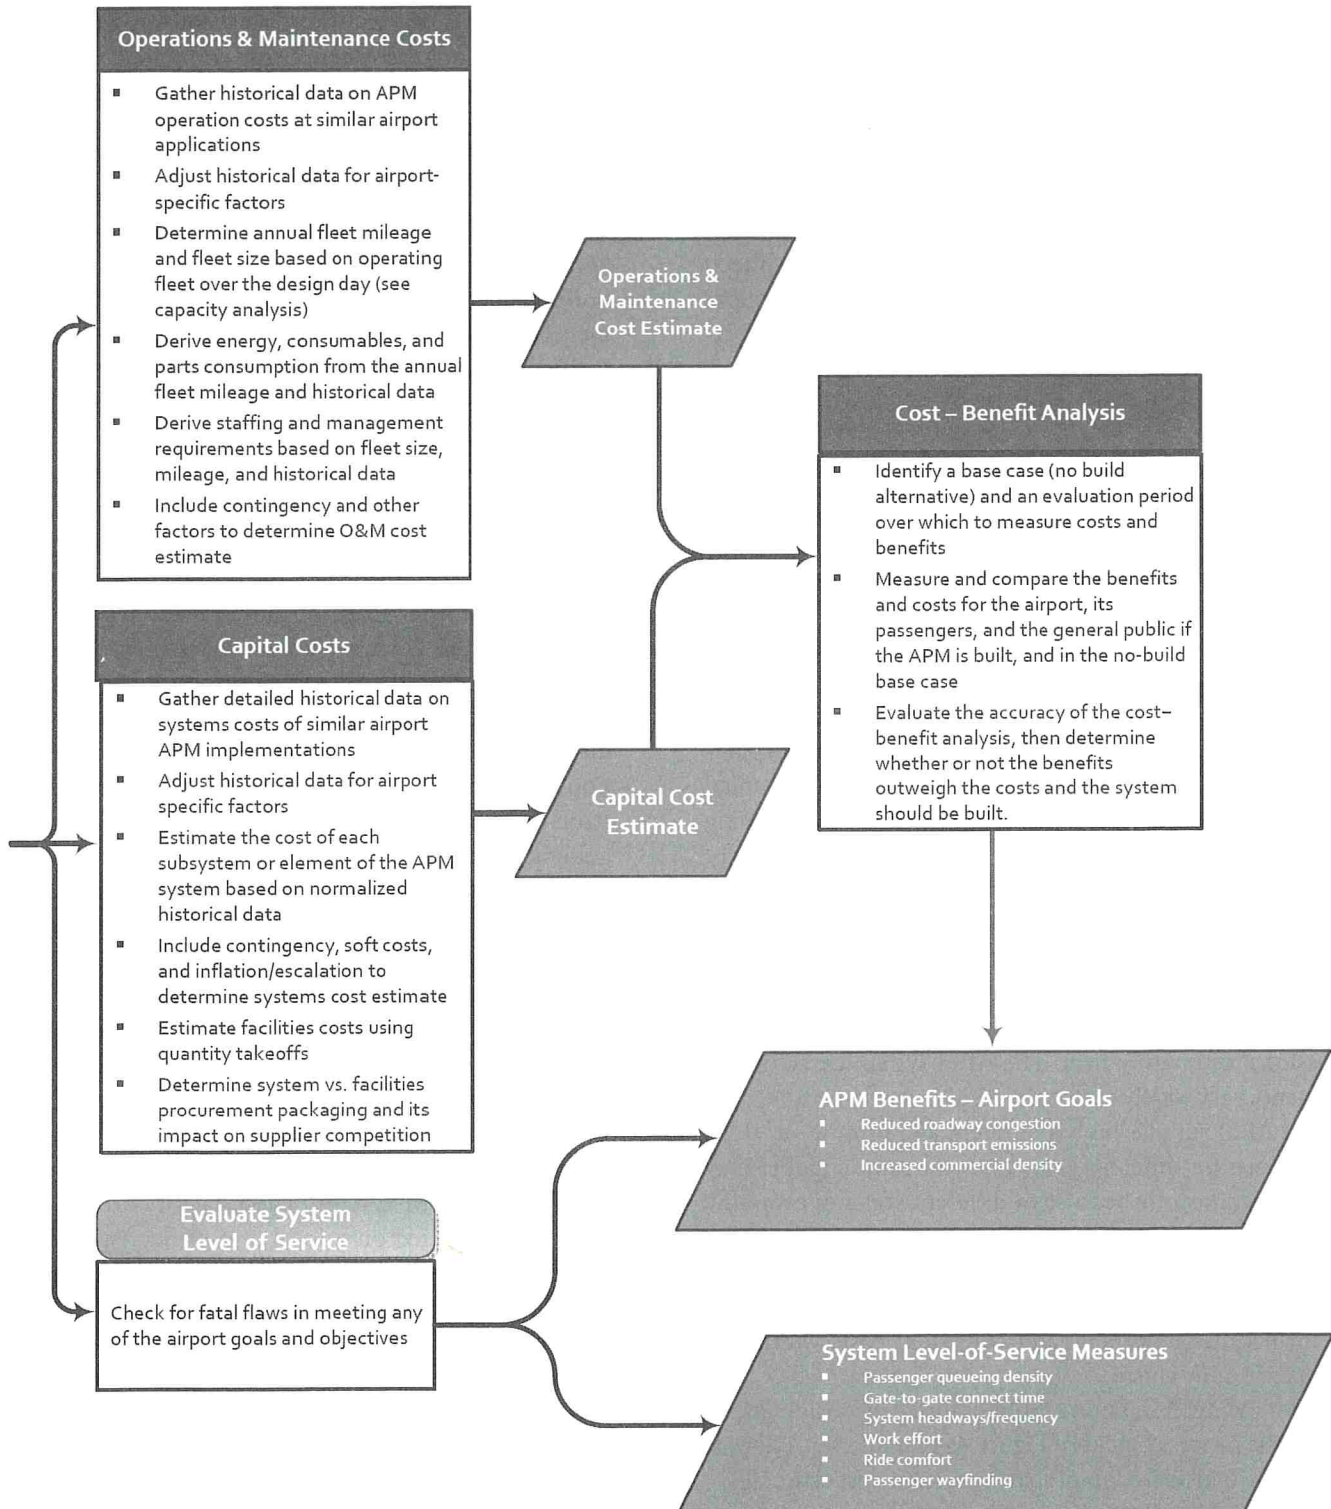 Operations & Maintenance Costs
▪ Gather historical data on APM
operation costs at similar airport
applications
▪ Adjust historical data for airport-
specific factors
▪ Determine annual fleet mileage
and fleet size based on operating
fleet over the design day (see
capacity analysis)
▪ Derive energy, consumables, and
parts consumption from the annual
fleet mileage and historical data
▪ Derive staffing and management
requirements based on fleet size,
mileage, and historical data
▪ Include contingency and other
factors to determine O&M cost
estimate
Operations &
Maintenance
Cost Estimate
Capital Costs
▪ Gather detailed historical data on
systems costs of similar airport
APM implementations
▪ Adjust historical data for airport
specific factors
▪ Estimate the cost of each
subsystem or element of the APM
system based on normalized
historical data
▪ Include contingency, soft costs,
and inflation/escalation to
determine systems cost estimate
▪ Estimate facilities costs using
quantity takeoffs
▪ Determine system vs. facilities
procurement packaging and its
impact on supplier competition
Capital Cost
Estimate
Cost – Benefit Analysis
▪ Identify a base case (no build
alternative) and an evaluation period
over which to measure costs and
benefits
▪ Measure and compare the benefits
and costs for the airport, its
passengers, and the general public if
the APM is built, and in the no-build
base case
▪ Evaluate the accuracy of the cost–
benefit analysis, then determine
whether or not the benefits
outweigh the costs and the system
should be built.
Evaluate System
Level of Service
Check for fatal flaws in meeting any
of the airport goals and objectives
APM Benefits – Airport Goals
▪ Reduced roadway congestion
▪ Reduced transport emissions
▪ Increased commercial density
System Level-of-Service Measures
▪ Passenger queueing density
▪ Gate-to-gate connect time
▪ System headways/frequency
▪ Work effort
▪ Ride comfort
▪ Passenger wayfinding